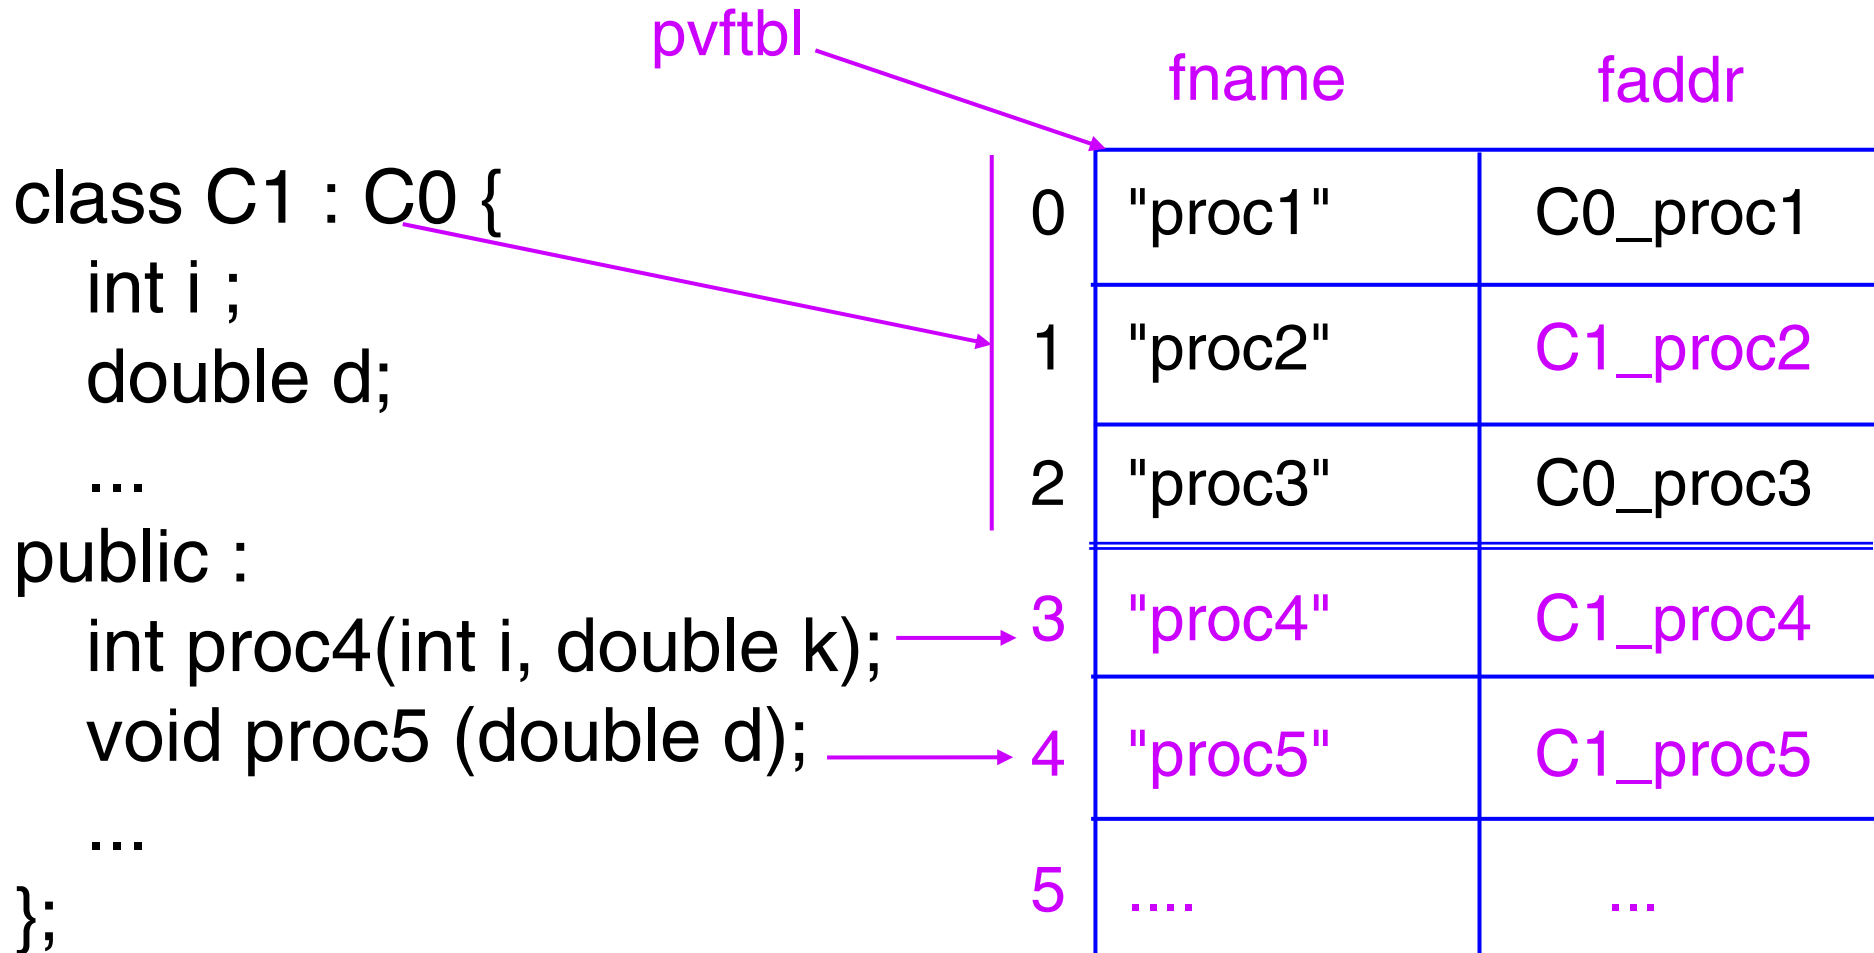 pvftbl
fname faddr
class C1 : C0 {
int i ;
double d;
...
public :
int proc4(int i, double k);
void proc5 (double d);
...
};
0 "proc1" C0_proc1
1 "proc2" C1_proc2
2 "proc3" C0_proc3
3 "proc4" C1_proc4
4 "proc5" C1_proc5
5 .... ...